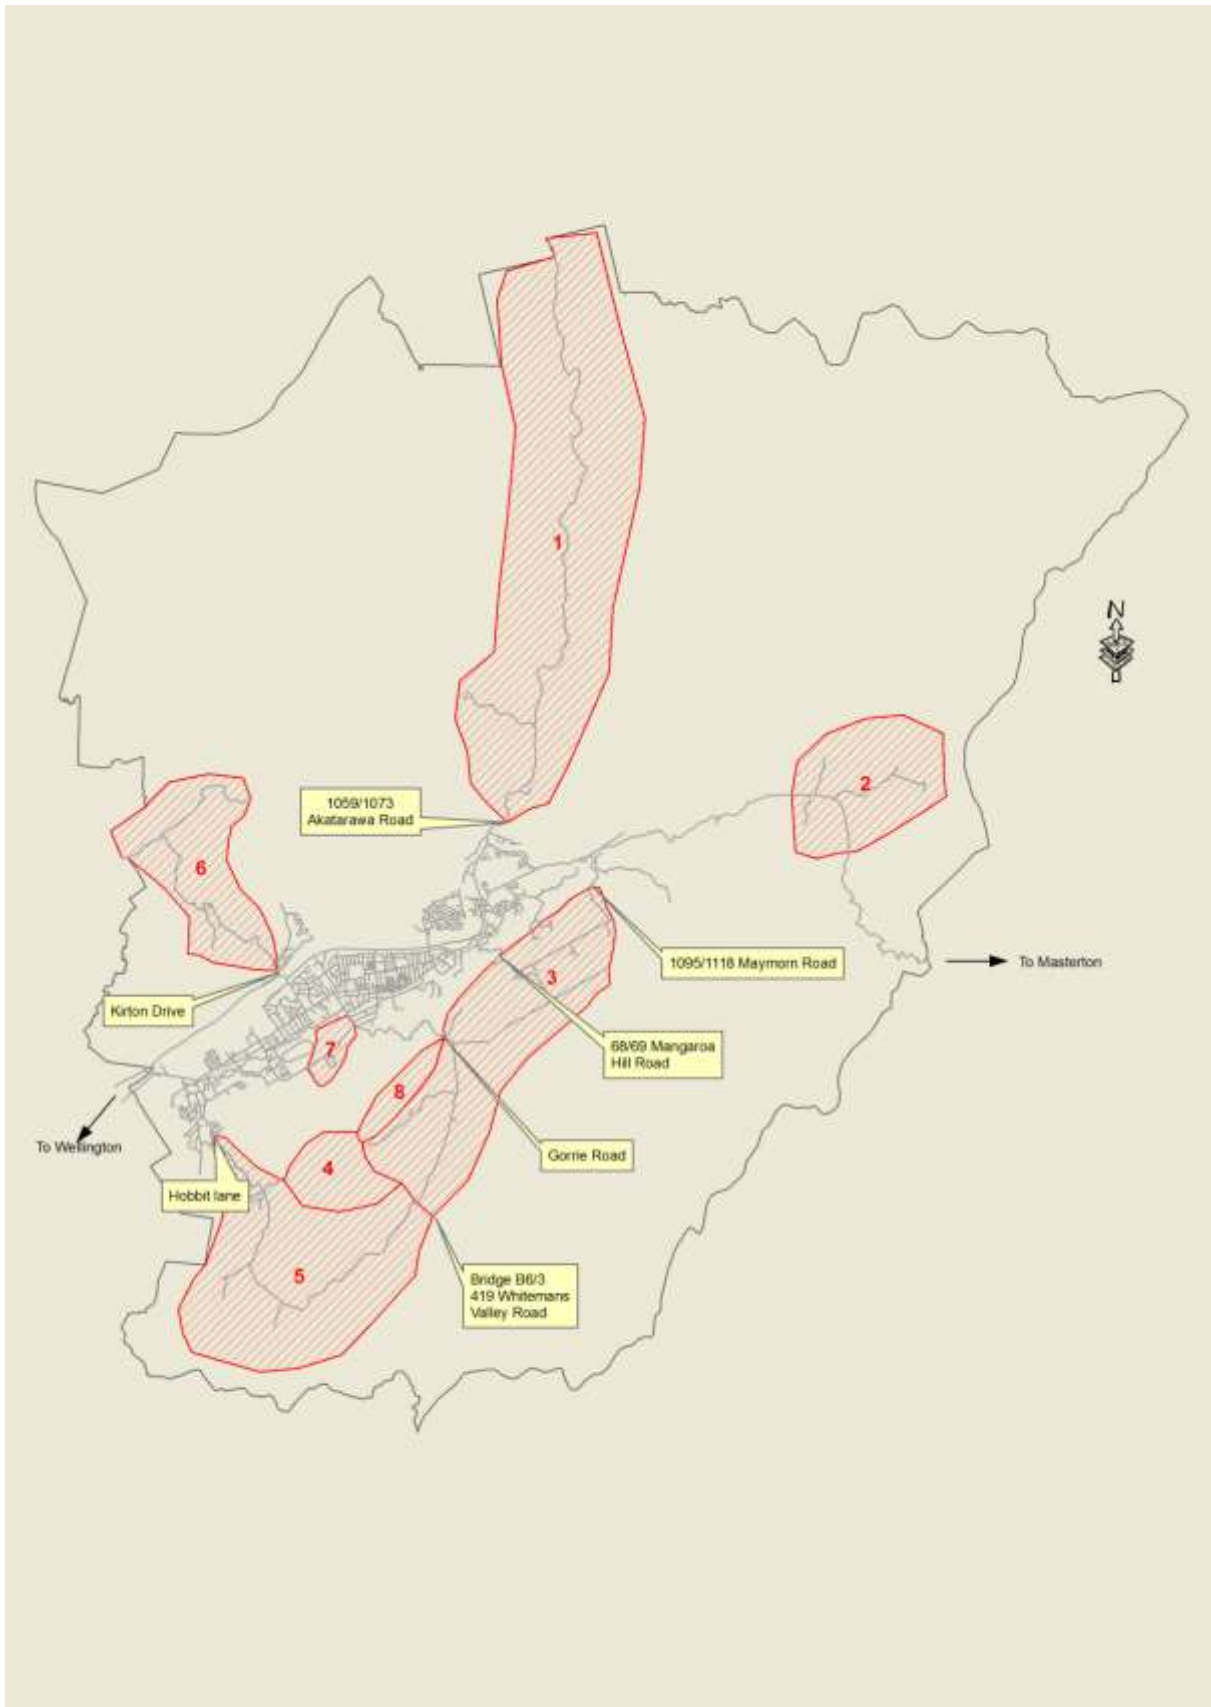 1
N
2
1059/1073
Akatarawa Road
6
1095/1118 Maymorn Road
To Masterton
3
Kirton Drive
68/69 Mangaroa
Hill Road
7
8
To Wellington
Gorrie Road
4
Hobbit lane
5
Bridge B6/3
419 Whitemans
Valley Road